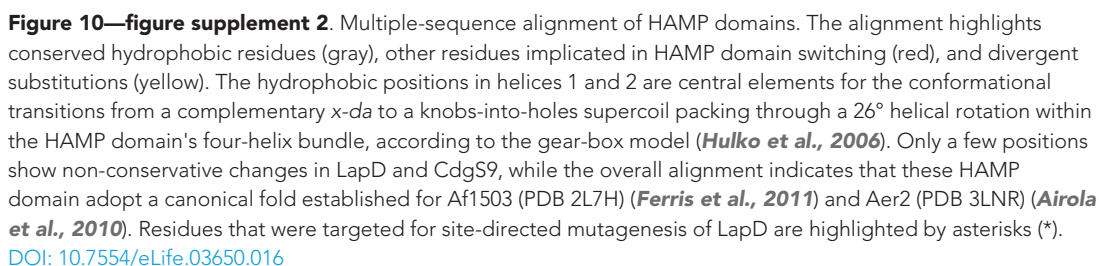 Figure 10—figure supplement 2. Multiple-sequence alignment of HAMP domains. The alignment highlights
conserved hydrophobic residues (gray), other residues implicated in HAMP domain switching (red), and divergent
substitutions (yellow). The hydrophobic positions in helices 1 and 2 are central elements for the conformational
transitions from a complementary x-da to a knobs-into-holes supercoil packing through a 26° helical rotation within
the HAMP domain's four-helix bundle, according to the gear-box model (Hulko et al., 2006). Only a few positions
show non-conservative changes in LapD and CdgS9, while the overall alignment indicates that these HAMP
domain adopt a canonical fold established for Af1503 (PDB 2L7H) (Ferris et al., 2011) and Aer2 (PDB 3LNR) (Airola
et al., 2010). Residues that were targeted for site-directed mutagenesis of LapD are highlighted by asterisks (*).
DOI: 10.7554/eLife.03650.016